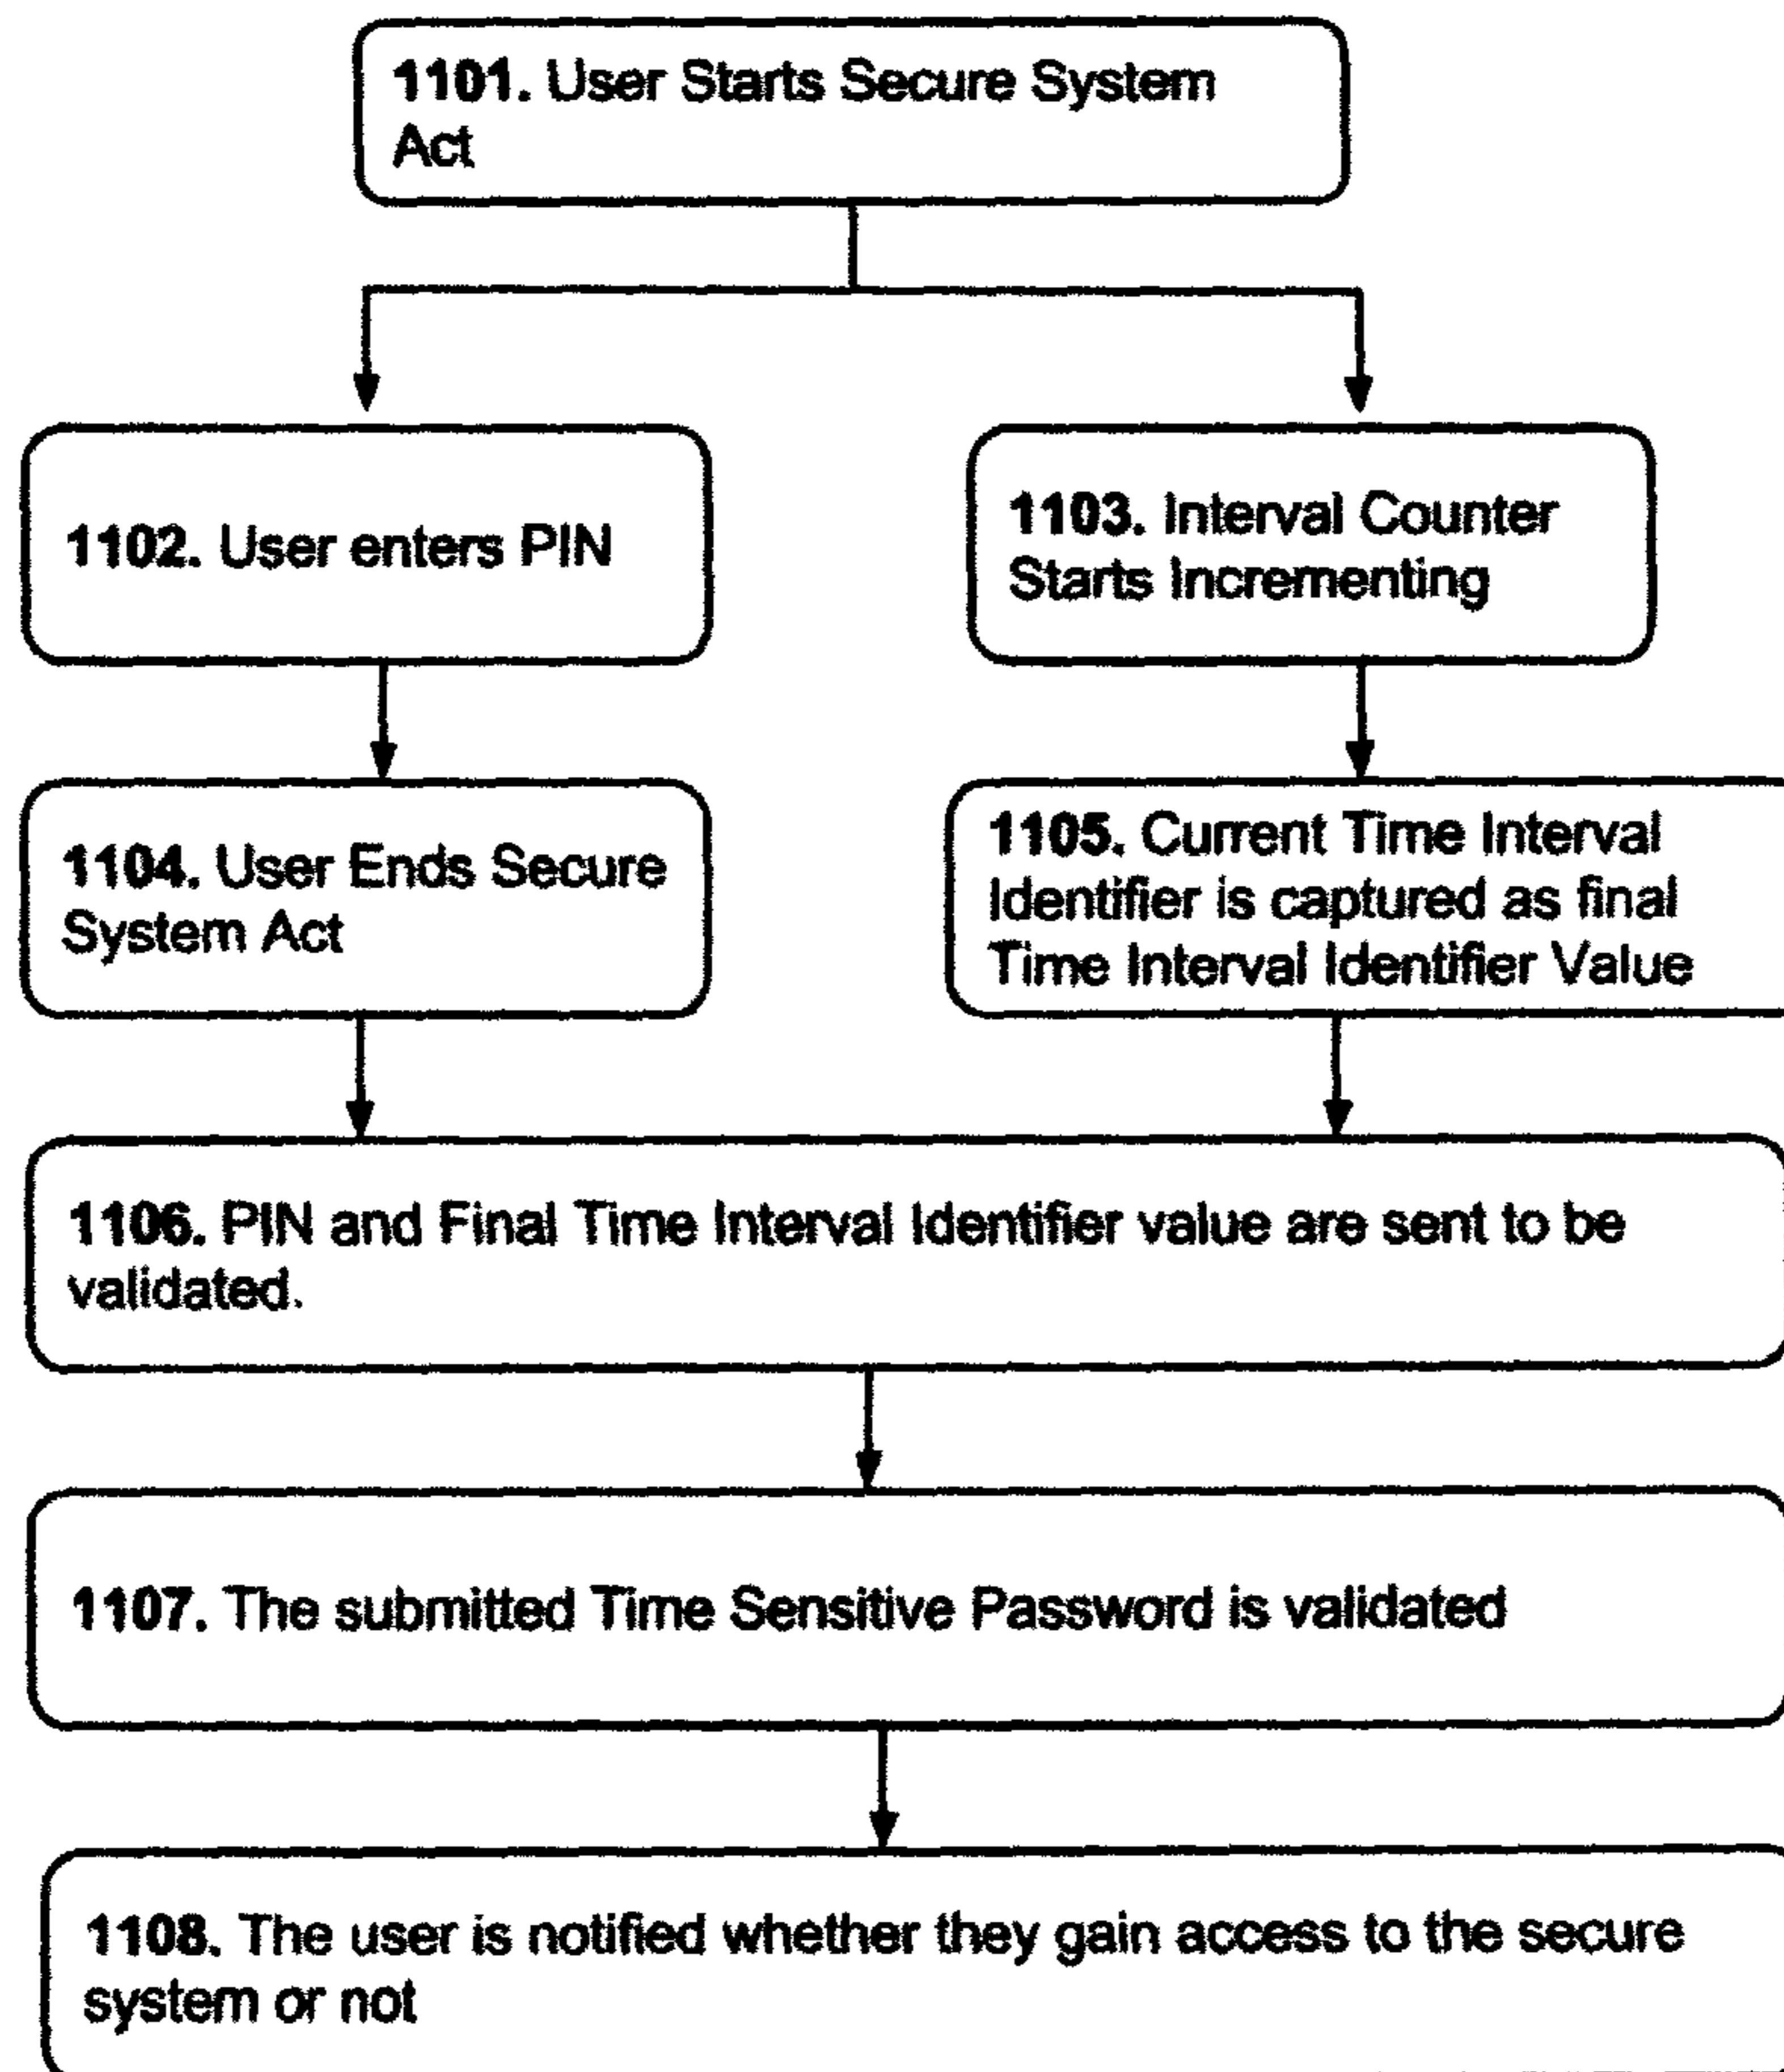 1101. User Starts Secure System
Act
1102. User enters PIN
1103. Interval Counter
Starts Incrementing
1104. User Ends Secure
System Act
1105. Current Time Interval
Identifier is captured as final
Time Interval Identifier Value
1106. PIN and Final Time Interval Identifier value are sent to be
validated.
1107. The submitted Time Sensitive Password is validated
1108. The user is notified whether they gain access to the secure
system or not